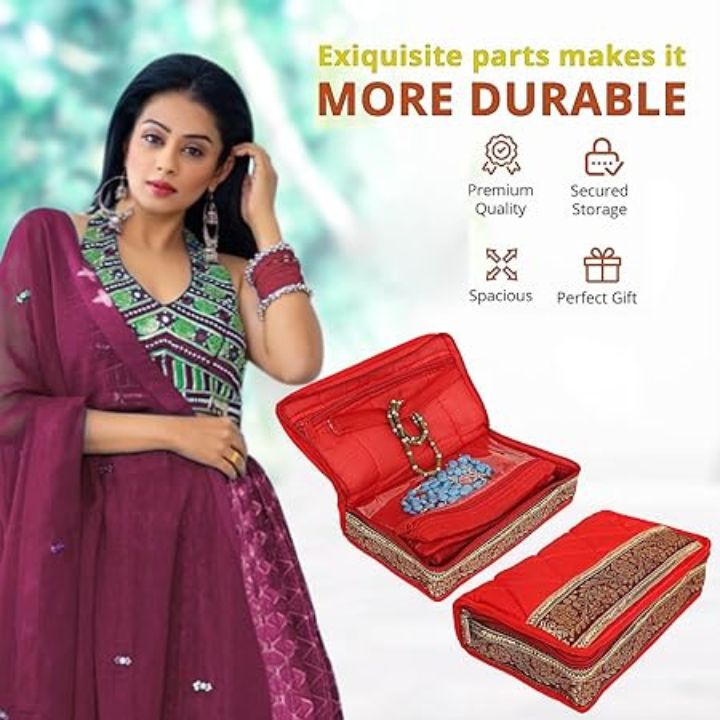 Exiquisite parts makes it
MORE DURABLE
Premium
Quality
Secured
Storage
Spacious
Perfect Gift